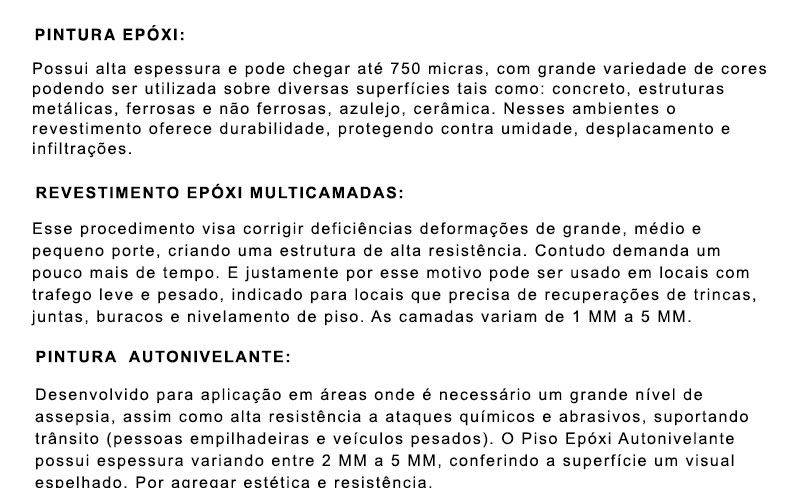 PINTURA EPÓXI:
Possui alta espessura e pode chegar até 750 micras, com grande variedade de cores
podendo ser utilizada sobre diversas superfícies tais como: concreto, estruturas
metálicas, ferrosas e não ferrosas, azulejo, cerâmica. Nesses ambientes o
revestimento oferece durabilidade, protegendo contra umidade, desplacamento e
infiltrações.
REVESTIMENTO EPÓXI MULTICAMADAS:
Esse procedimento visa corrigir deficiências deformações de grande, médio e
pequeno porte, criando uma estrutura de alta resistência. Contudo demanda um
pouco mais de tempo. E justamente por esse motivo pode ser usado em locais com
trafego leve e pesado, indicado para locais que precisa de recuperações de trincas,
juntas, buracos e nivelamento de piso. As camadas variam de 1 MM a 5 MM.
PINTURA AUTONIVELANTE:
Desenvolvido para aplicação em áreas onde é necessário um grande nível de
assepsia, assim como alta resistência a ataques químicos e abrasivos, suportando
trânsito (pessoas empilhadeiras e veículos pesados). O Piso Epóxi Autonivelante
possui espessura variando entre 2 MM a 5 MM, conferindo a superfície um visual
espelhado. Por agregar estética e resistência.